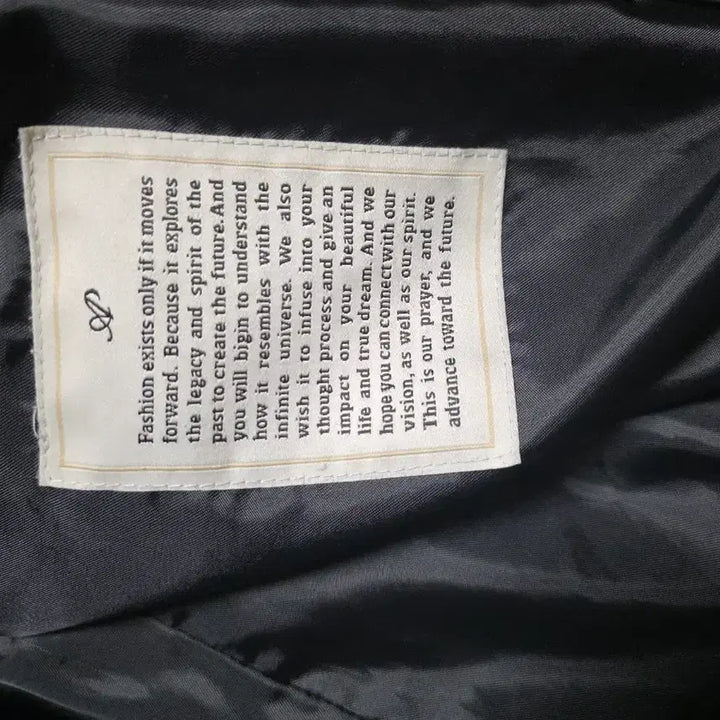 Fashion exists only if it moves
forward. Because it explores
the legacy and spirit of the
past to create the future. And
you will bigin to understand
how it resembles with the
infinite universe. We also
wish it to infuse into your
thought process and give an
impact on your beautiful
life and true dream. And we
hope you can connect with our
vision, as well as our spirit.
This is our prayer, and we
advance toward the future.